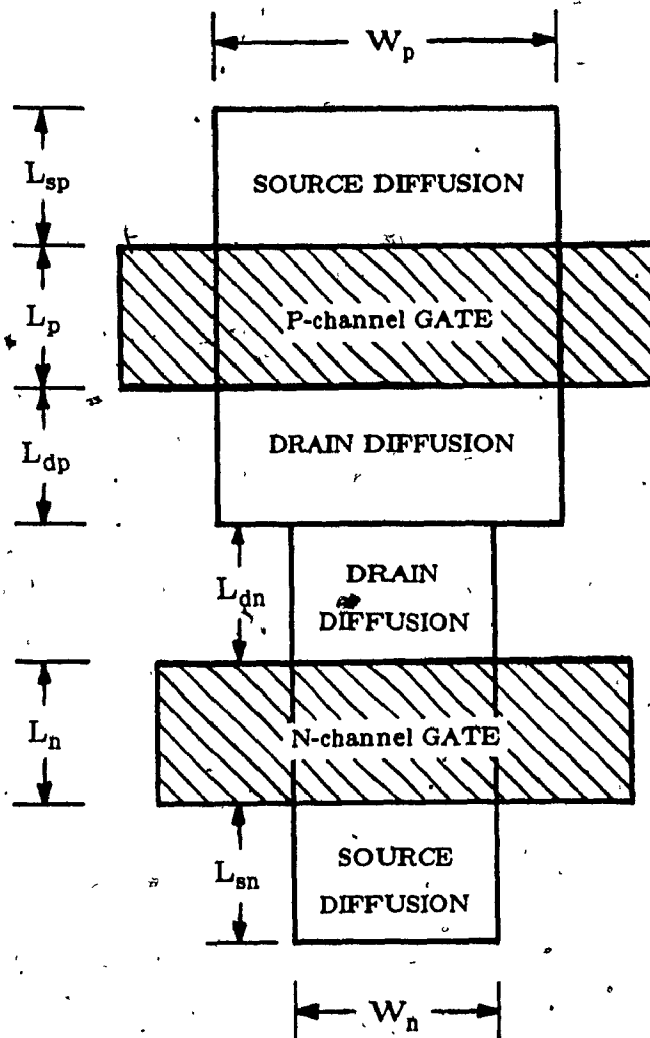 W_p
L_sp
SOURCE DIFFUSION
L_p
P-channel GATE
L_dp
DRAIN DIFFUSION
L_dn
DRAIN
DIFFUSION
L_n
N-channel GATE
L_sn
SOURCE
DIFFUSION
W_n